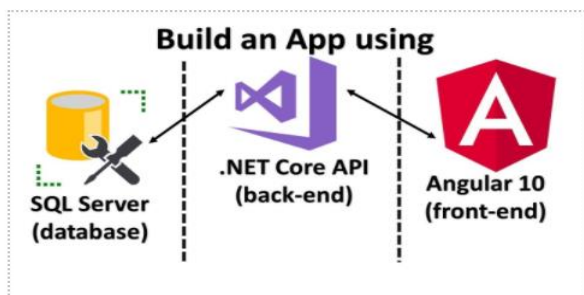 Build an App using
SQL Server
(database)
.NET Core API
(back-end)
Angular 10
(front-end)